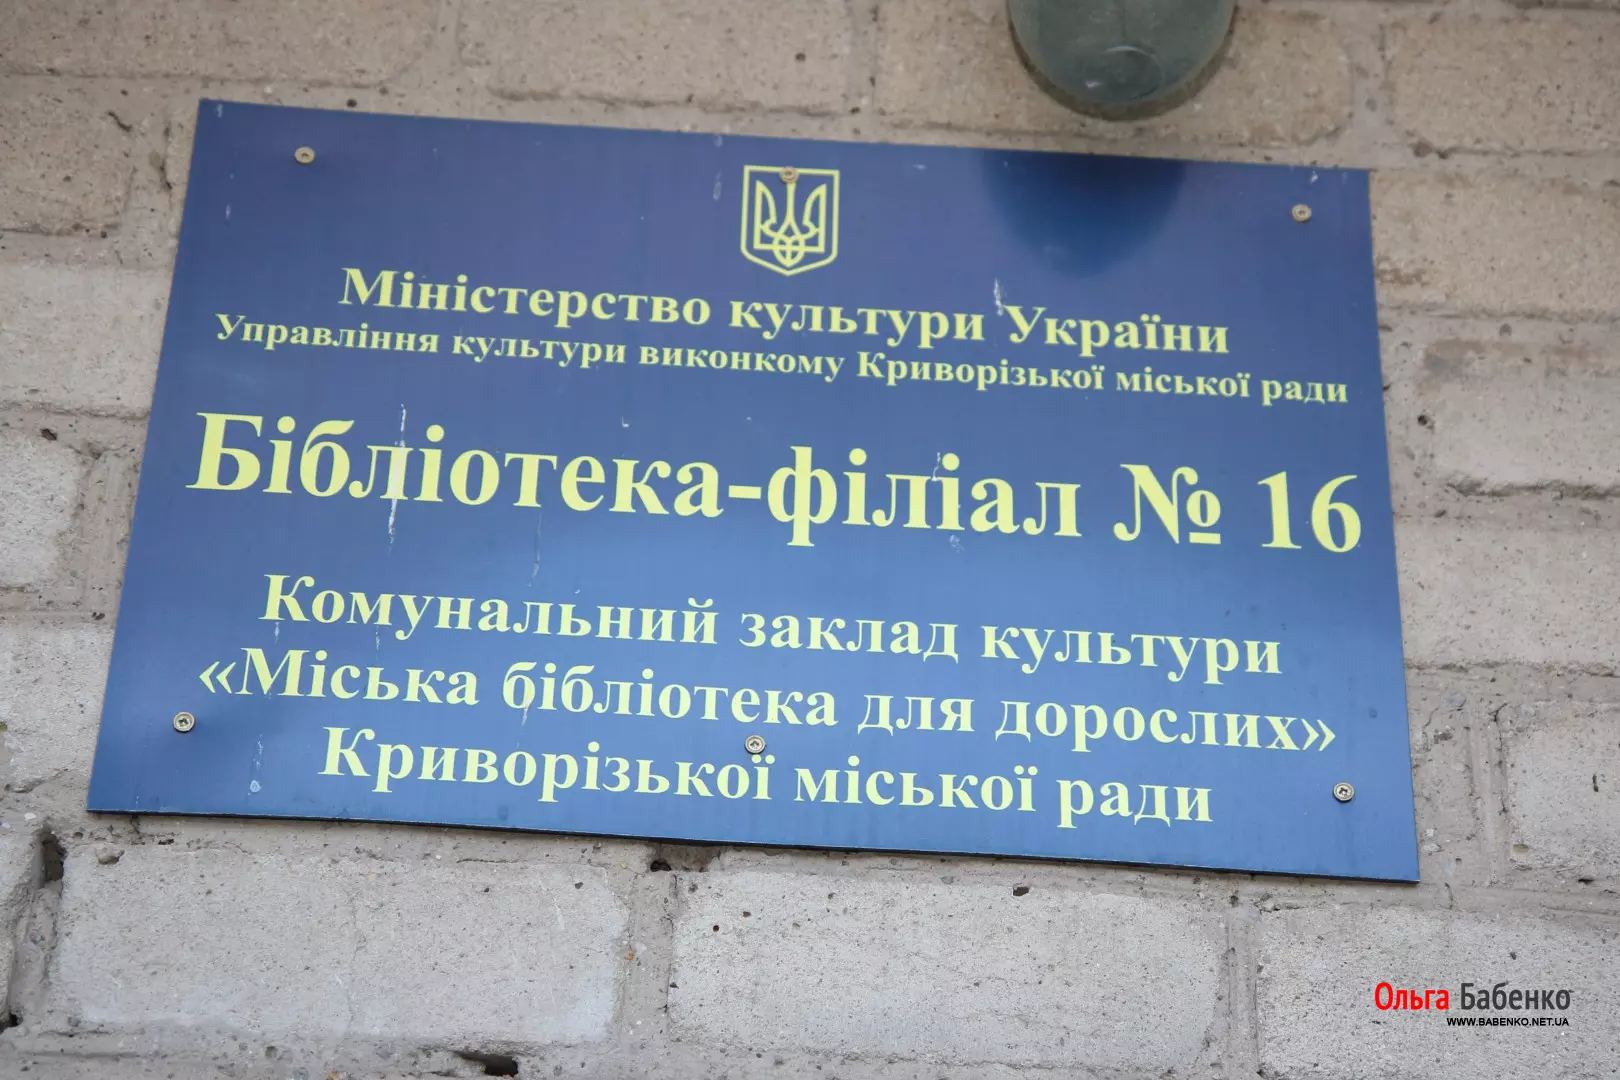 Міністерство культури України
Управління культури виконкому Криворізької міської ради
Бібліотека-філіал № 16
Комунальний заклад культури
«Міська бібліотека для дорослих»
Криворізької міської ради
Ольга Бабенко
WWW.BABENKO.NET.UA